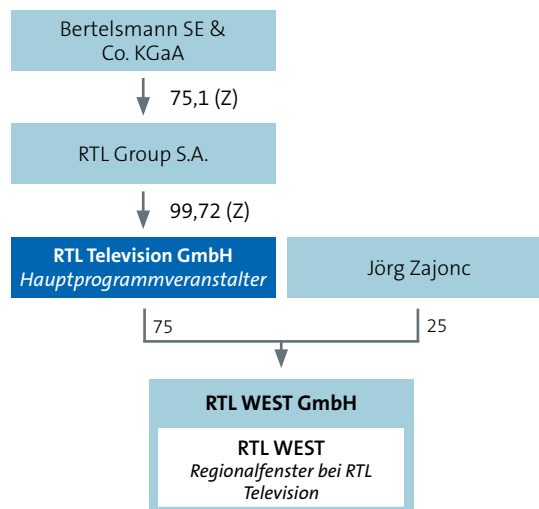 Bertelsmann SE &
Co. KGaA
75,1 (Z)
RTL Group S.A.
99,72 (Z)
RTL Television GmbH
Hauptprogrammveranstalter
Jörg Zajonc
75
25
RTL WEST GmbH
RTL WEST
Regionalfenster bei RTL
Television